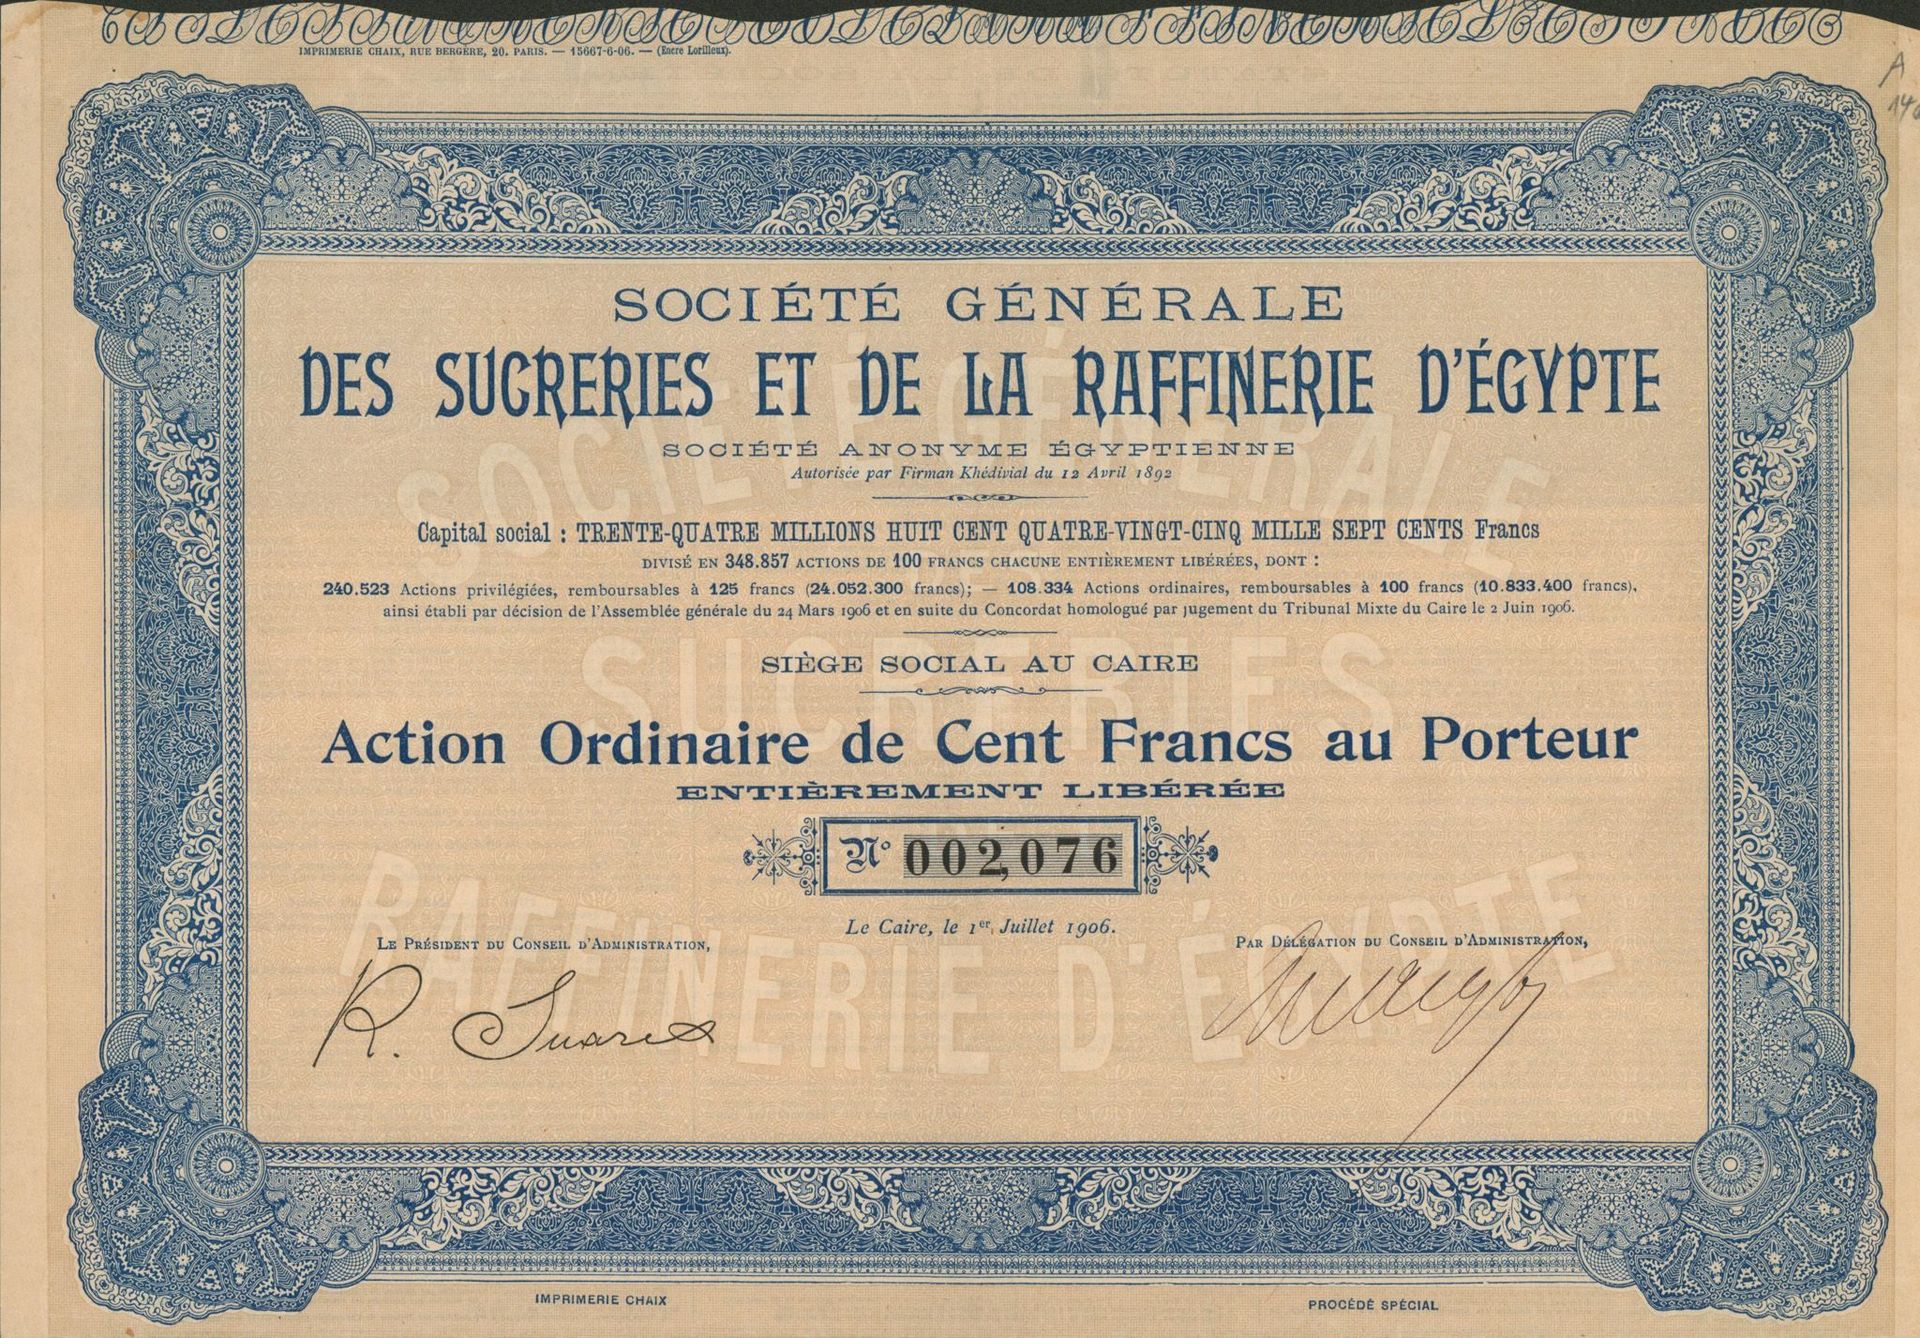 IMPRIMERIE CHAIX, RUE BERGÈRE, 20. PARIS. — 15667-6-06. — (Encre Lorilleux).
A
SOCIÉTÉ GÉNÉRALE
DES SUCRERIES ET DE LA RAFFINERIE D'ÉGYPTE
SOCIÉTÉ ANONYME ÉGYPTIENNE
Autorisée par Firman Khédivial du 12 Avril 1892
Capital social : TRENTE-QUATRE MILLIONS HUIT CENT QUATRE-VINGT-CINQ MILLE SEPT CENTS Francs
DIVISÉ EN 348.857 ACTIONS DE 100 FRANCS CHACUNE ENTIÈREMENT LIBÉRÉES, DONT :
240.523 Actions privilégiées, remboursables à 125 francs (24.052.300 francs); — 108.334 Actions ordinaires, remboursables à 100 francs (10.833.400 francs),
ainsi établi par décision de l'Assemblée générale du 24 Mars 1906 et en suite du Concordat homologué par jugement du Tribunal Mixte du Caire le 2 Juin 1906.
SIÈGE SOCIAL AU CAIRE
Action Ordinaire de Cent Francs au Porteur
ENTIÈREMENT LIBÉRÉE
No 002,076
Le Caire, le 1er, Juillet 1906.
LE PRÉSIDENT DU CONSEIL D'ADMINISTRATION,
PAR DÉLÉGATION DU CONSEIL D'ADMINISTRATION,
R. Suares
SOCIÉTÉ GÉNÉRALE
SUCRERIES
RAFFINERIE D'ÉGYPTE
IMPRIMERIE CHAIX
PROCÉDÉ SPÉCIAL